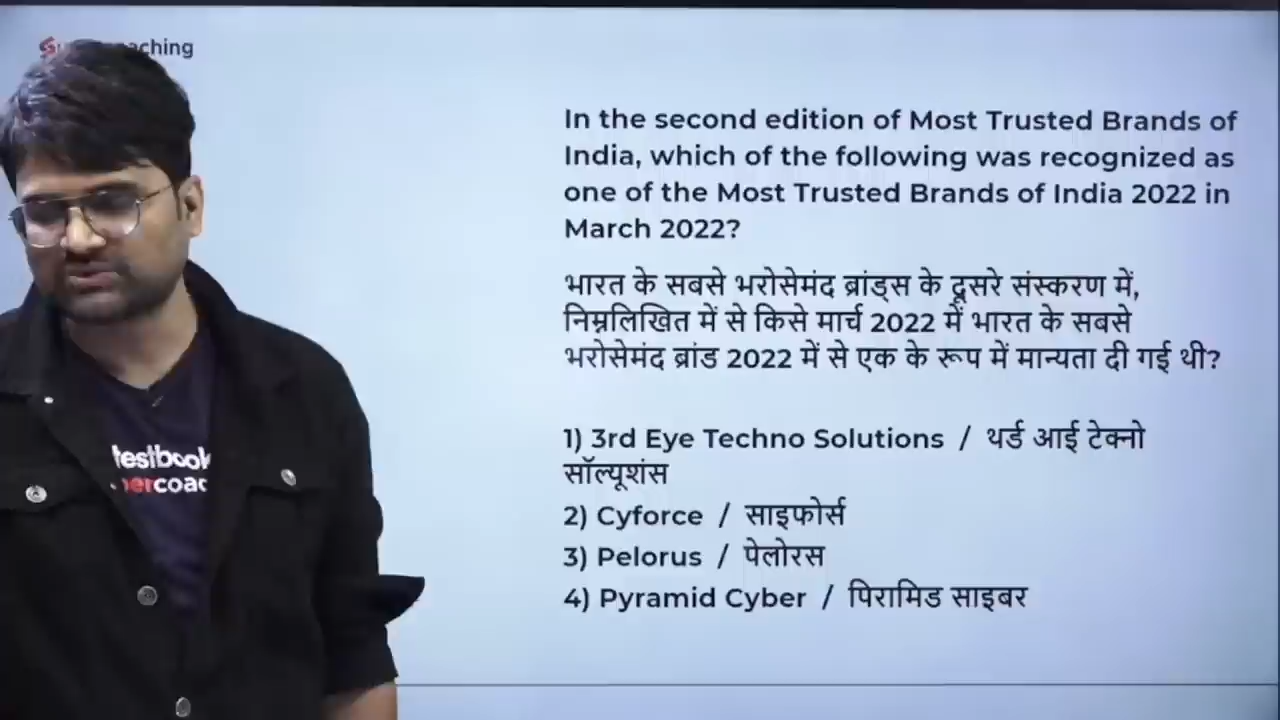 aching
In the second edition of Most Trusted Brands of
India, which of the following was recognized as
one of the Most Trusted Brands of India 2022 in
March 2022?
भारत के सबसे भरोसेमंद ब्रांड्स के दूसरे संस्करण में,
निम्नलिखित में से किसे मार्च 2022 में भारत के सबसे
भरोसेमंद ब्रांड 2022 में से एक के रूप में मान्यता दी गई थी?
1) 3rd Eye Techno Solutions / थर्ड आई टेक्नो
सॉल्यूशंस
2) Cyforce / साइफोर्स
3) Pelorus / पेलोरस
4) Pyramid Cyber / पिरामिड साइबर
testbook
ercoac